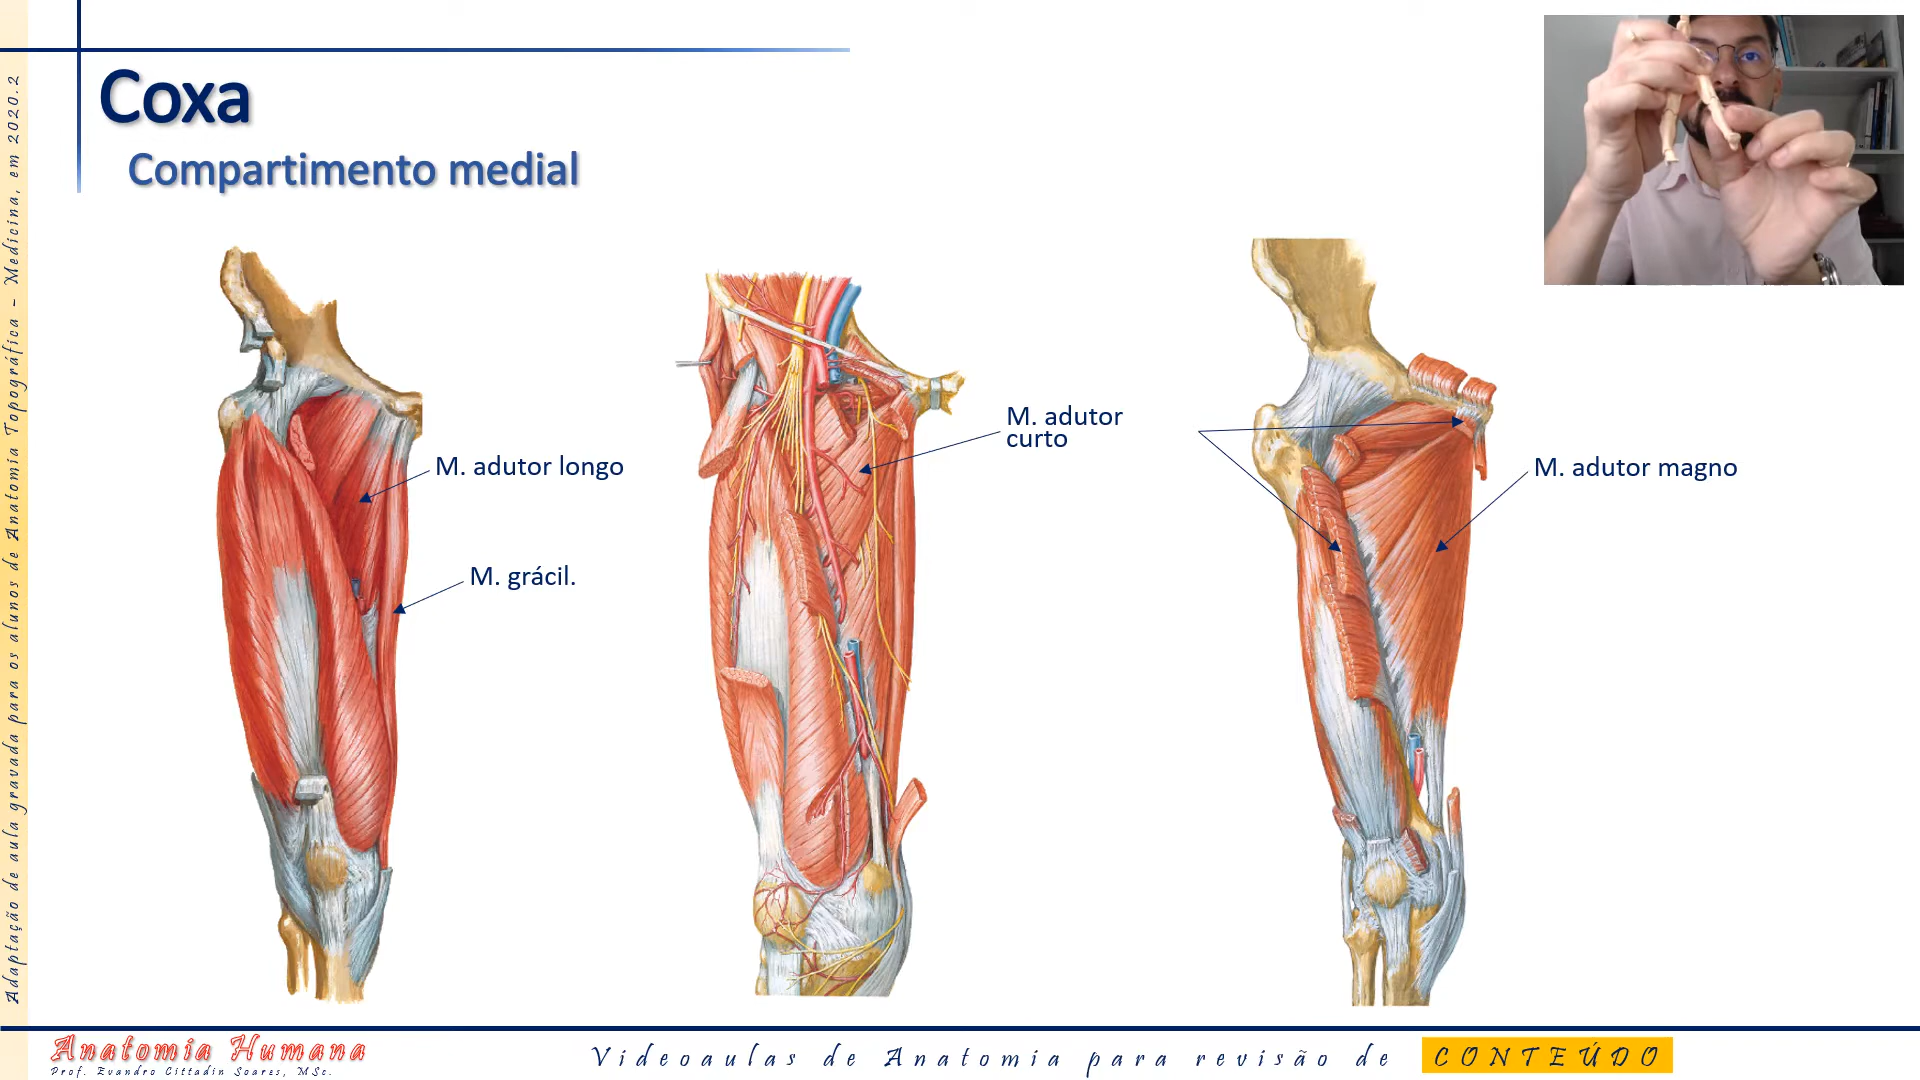 Adaptação de aula gravada para os alunos de Anatomia Topográfica – Medicina, em 2020.2
Coxa
Compartimento medial
M. adutor longo
M. grácil.
M. adutor
curto
M. adutor magno
Anatomia Humana
Prof. Evandro Cittadin Soares, MSc.
Videoaulas de Anatomia para revisão de CONTEÚDO